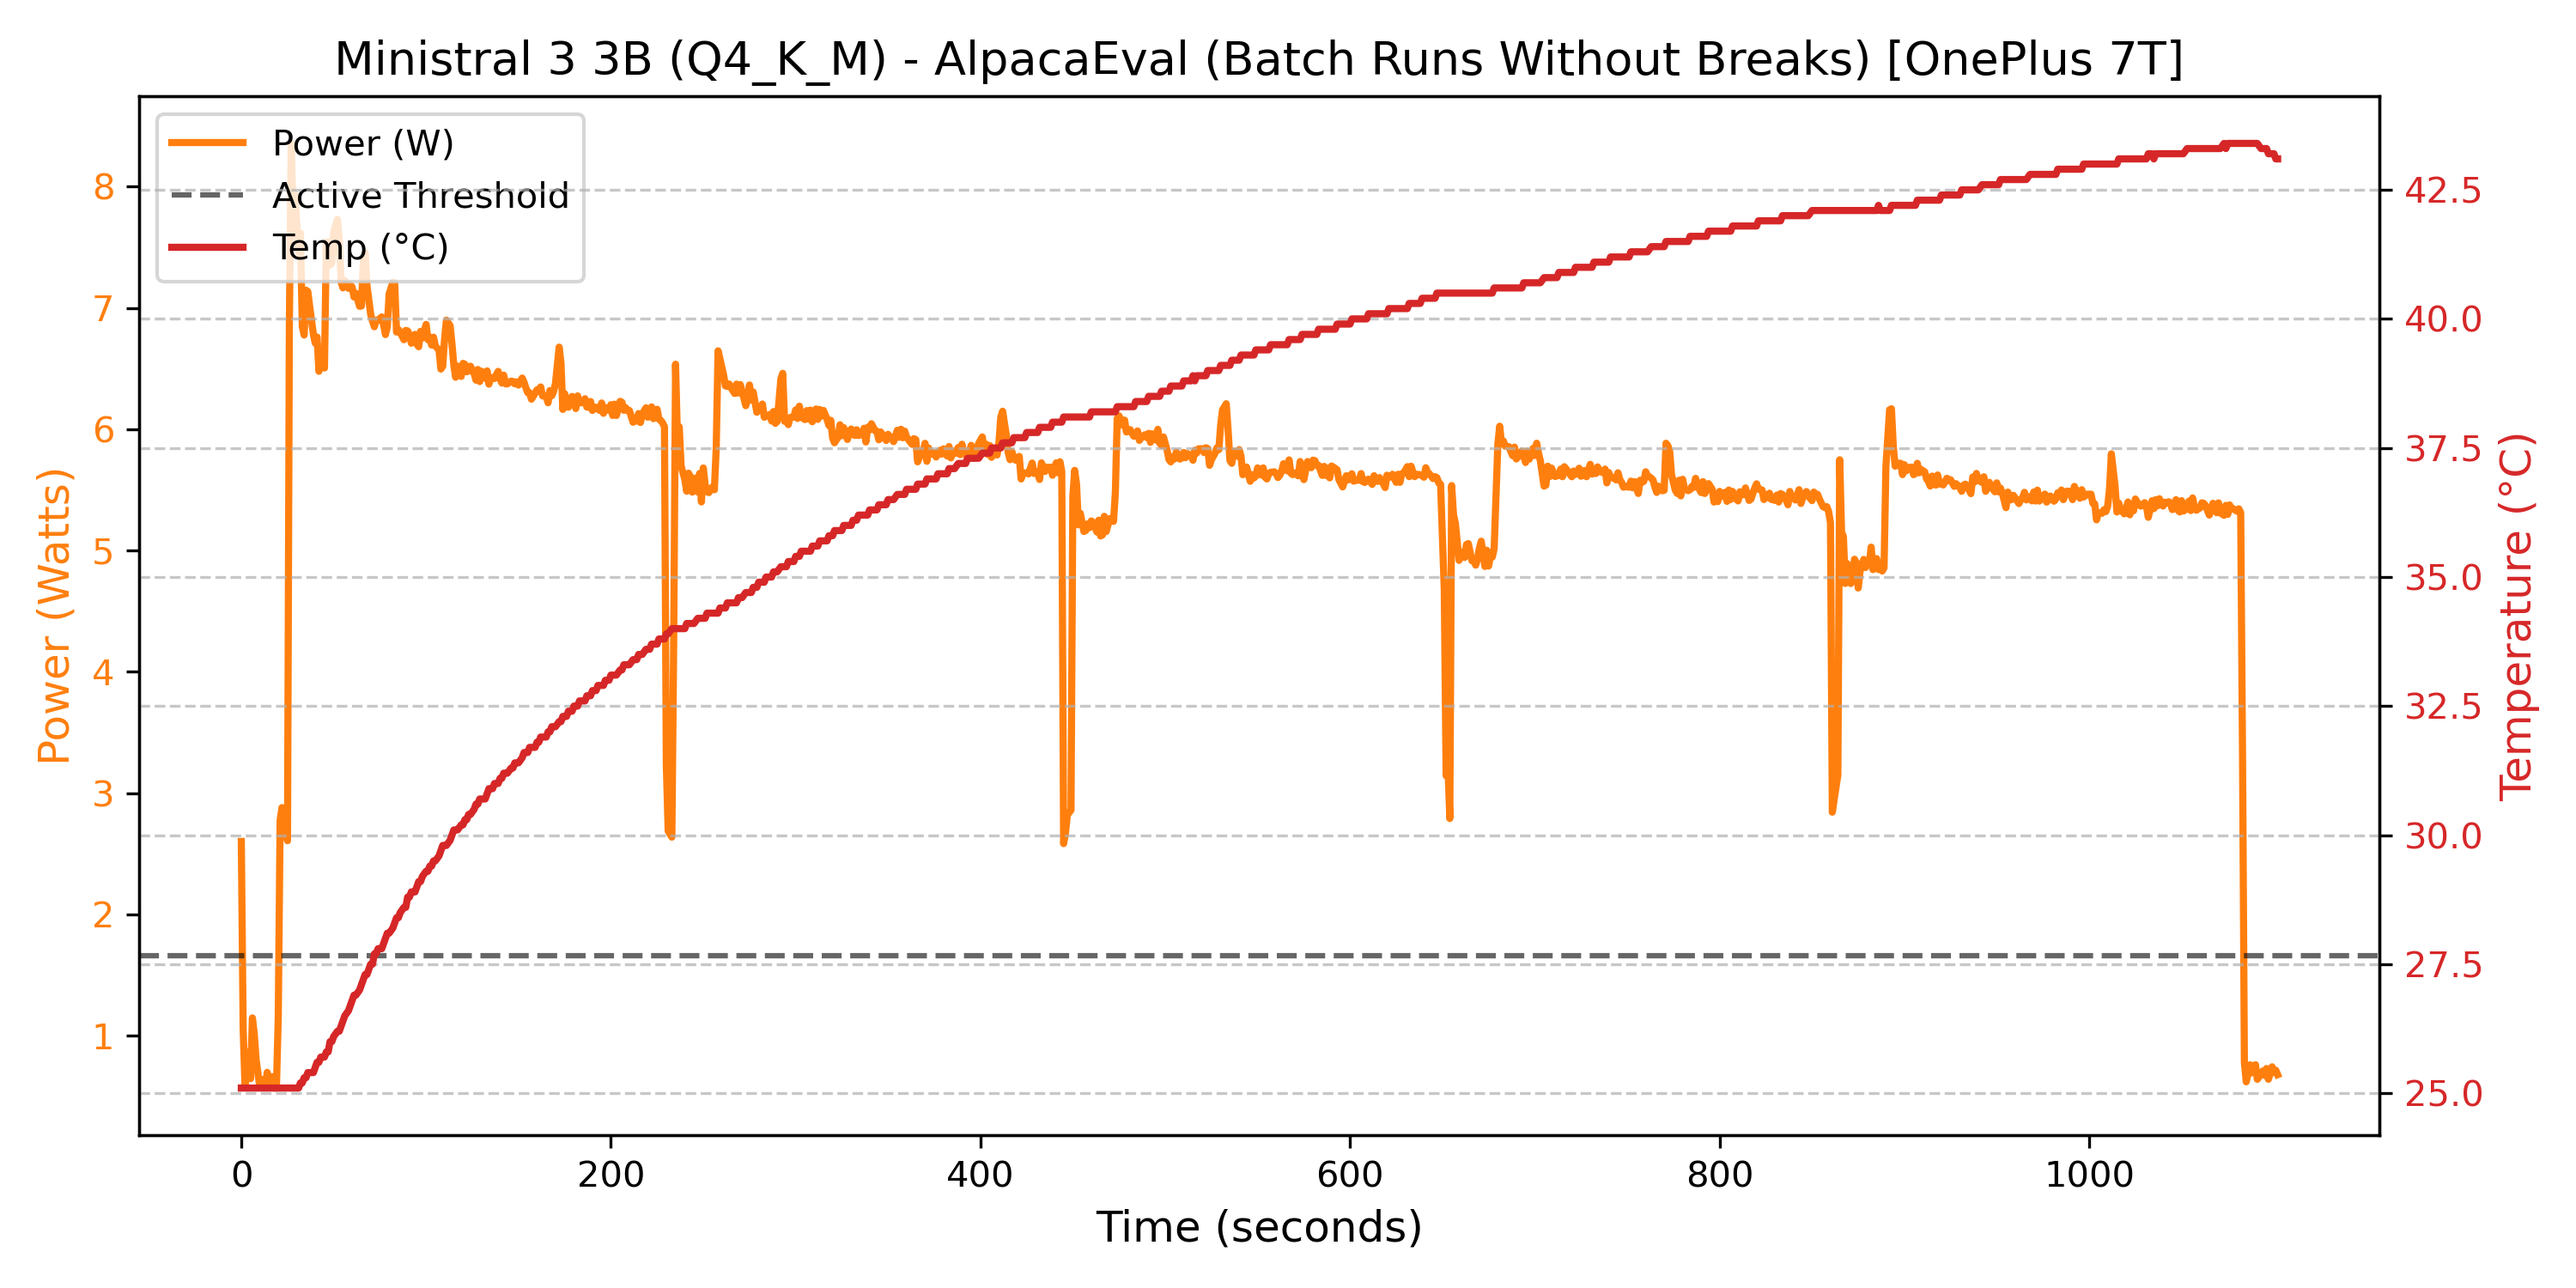 Ministral 3 3B (Q4_K_M) - AlpacaEval (Batch Runs Without Breaks) [OnePlus 7T]
Power (W)
Active Threshold
Temp (°C)
Power (Watts)
8
7
6
5
4
3
2
1
42.5
40.0
37.5
35.0
32.5
30.0
27.5
25.0
Temperature (°C)
0 200 400 600 800 1000
Time (seconds)